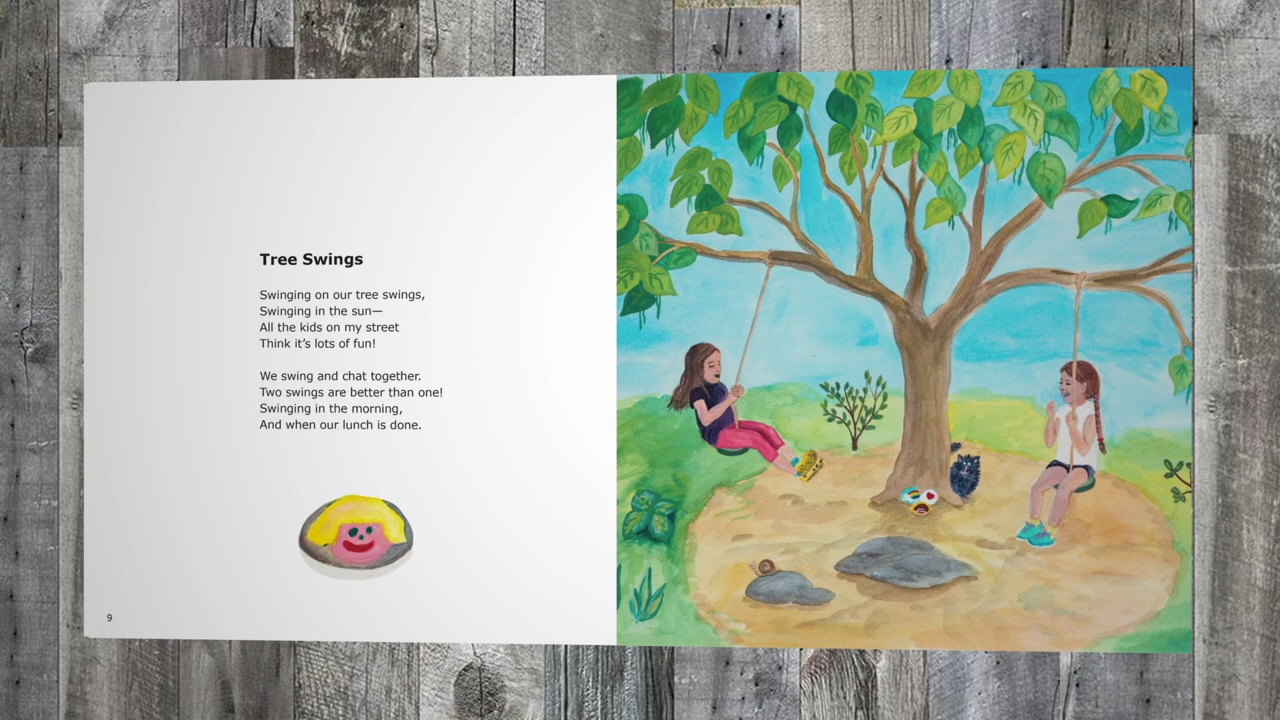 Tree Swings
Swinging on our tree swings,
Swinging in the sun—
All the kids on my street
Think it's lots of fun!
We swing and chat together.
Two swings are better than one!
Swinging in the morning,
And when our lunch is done.
9